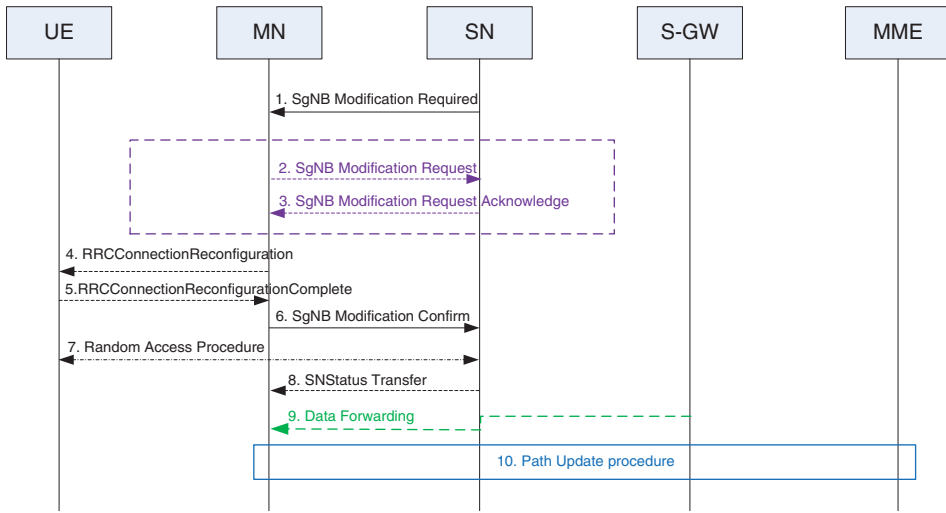 UE
MN
SN
S-GW
MME
1. SgNB Modification Required
2. SgNB Modification Request
3. SgNB Modification Request Acknowledge
4. RRCConnectionReconfiguration
5.RRCConnectionReconfigurationComplete
6. SgNB Modification Confirm
7. Random Access Procedure
8. SNStatus Transfer
9. Data Forwarding
10. Path Update procedure